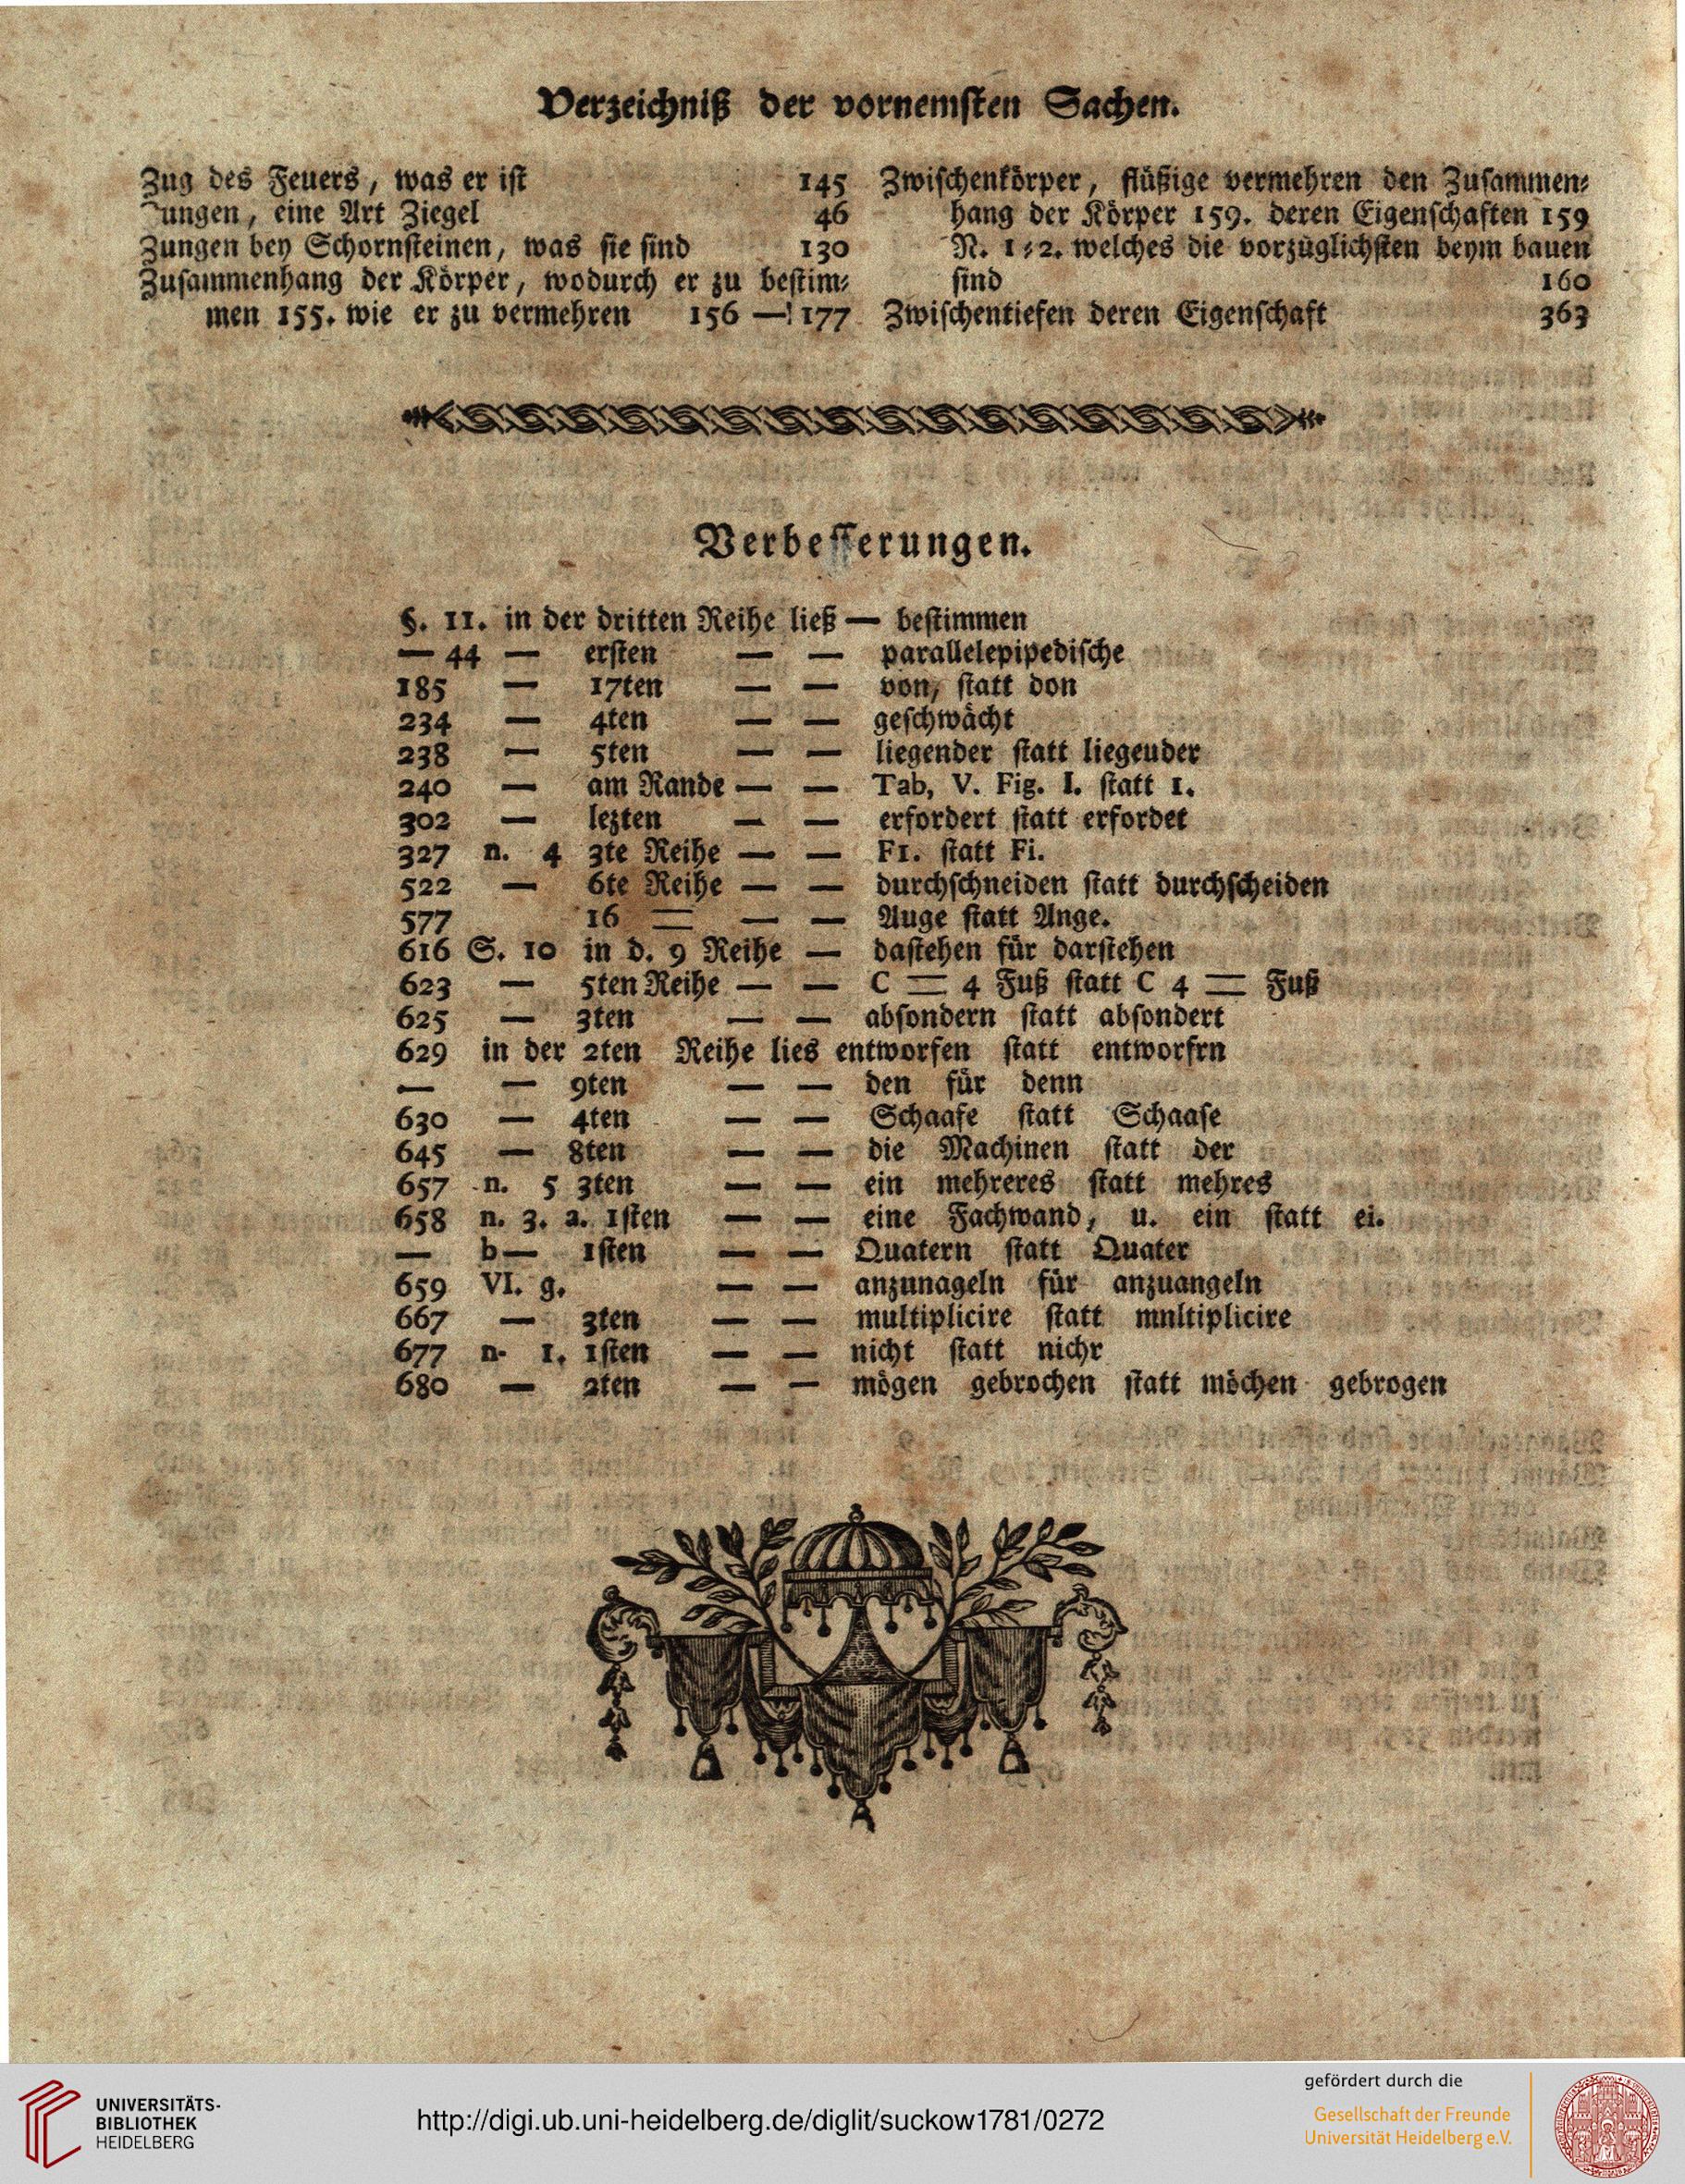 Verzeichniß der vornemsten Sachen.
Zug des Feuers, was er ist 145
ungen, eine Art Ziegel 46
Zungen bey Schornsteinen, was sie sind 130
Zusammenhang der Körper, wodurch er zu bestim-
men 155. wie er zu vermehren 156 — 177
Zwischenkörper, flüßige vermehren den Zusammen-
hang der Körper 159. deren Eigenschaften 159
N. 1-2. welches die vorzüglichsten beym bauen
sind 160
Zwischentiefen deren Eigenschaft 363
Verbesserungen.
§. 11. in der dritten Reihe ließ — bestimmen
— 44 — ersten — — parallelepipedische
185 — 17ten — — von, statt don
234 — 4ten — — geschwächt
238 — 5ten — — liegender statt liegeuder
240 — am Rande — — Tab, V. Fig. I. statt 1.
302 — lezten — — erfordert statt erfordet
327 n. 4 3te Reihe — — F1. statt Fi.
522 — 6te Reihe — — durchschneiden statt durchscheiden
577 16 = — — Auge statt Ange.
616 S. 10 in d. 9 Reihe — dastehen für darstehen
623 — 5ten Reihe — — C = 4 Fuß statt C 4 = Fuß
625 — 3ten — — absondern statt absondert
629 in der 2ten Reihe lies entworfen statt entworfrn
— — 9ten — — den für denn
630 — 4ten — — Schaafe statt Schaase
645 — 8ten — — die Machinen statt der
657 n. 5 3ten — — ein mehreres statt mehres
658 n. 3. a. 1sten — — eine Fachwand, u. ein statt ei.
— b — 1sten — — Quatern statt Quater
659 VI. g. — — anzunageln für anzuangeln
667 — 3ten — — multiplicire statt mnltiplicire
677 n- 1. 1sten — — nicht statt nichr
680 — 2ten — — mögen gebrochen statt möchen gebrogen
UNIVERSITÄTS-
BIBLIOTHEK
HEIDELBERG
http://digi.ub.uni-heidelberg.de/diglit/suckow1781/0272
gefördert durch die
Gesellschaft der Freunde
Universität Heidelberg e.V.